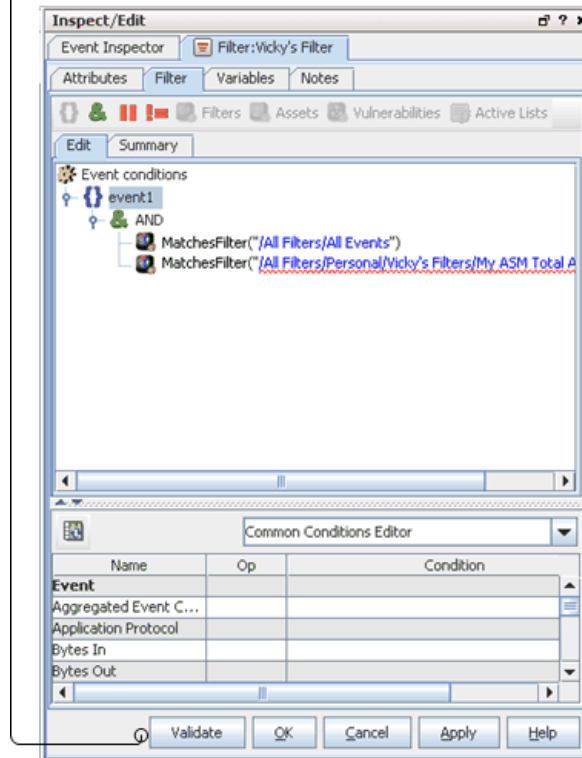 Inspect/Edit
Event Inspector Filter:Vicky's Filter
Attributes Filter Variables Notes
Filters Assets Vulnerabilities Active Lists
Edit Summary
Event conditions
event1
AND
MatchesFilter("/All Filters/All Events")
MatchesFilter("/All Filters/Personal/Vicky's Filters/My ASM Total A
Common Conditions Editor
Name Op Condition
Event
Aggregated Event C...
Application Protocol
Bytes In
Bytes Out
Validate OK Cancel Apply Help